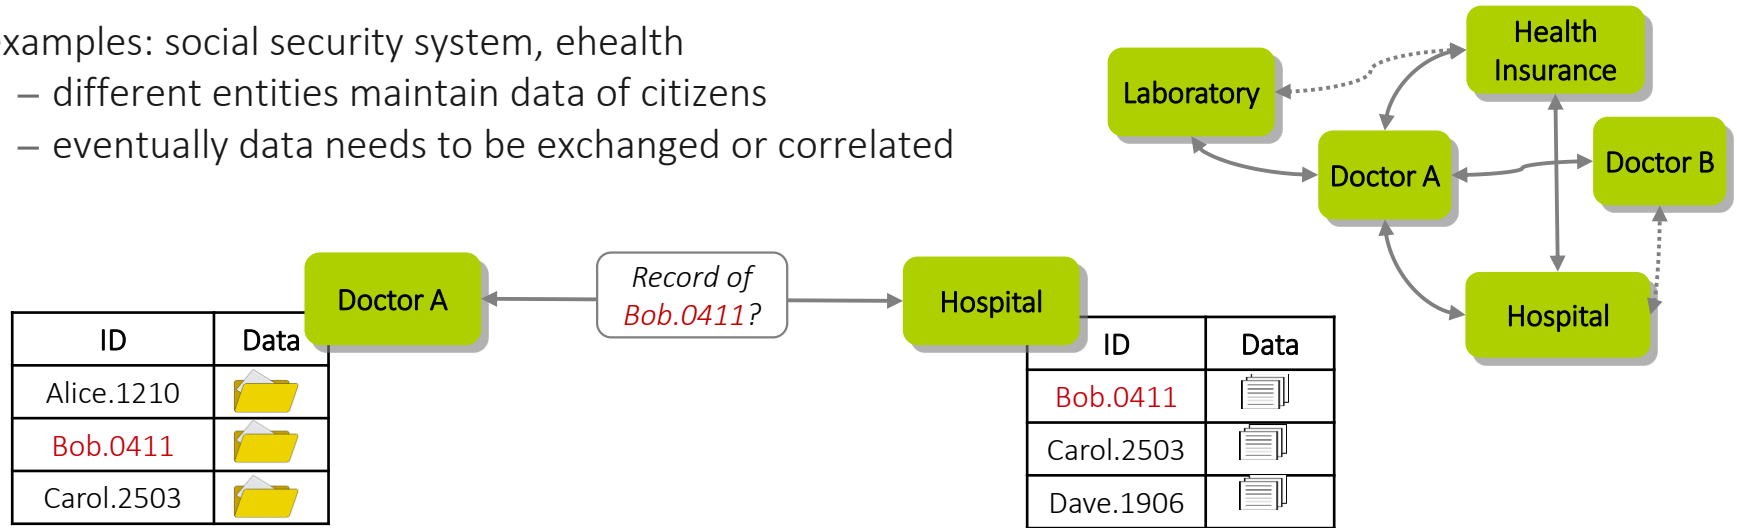 examples: social security system, ehealth
– different entities maintain data of citizens
– eventually data needs to be exchanged or correlated
Health
Insurance
Laboratory
Doctor A
Doctor B
Hospital
Doctor A
Record of
Bob.0411?
Hospital
ID Data
Alice.1210
Bob.0411
Carol.2503
ID Data
Bob.0411
Carol.2503
Dave.1906